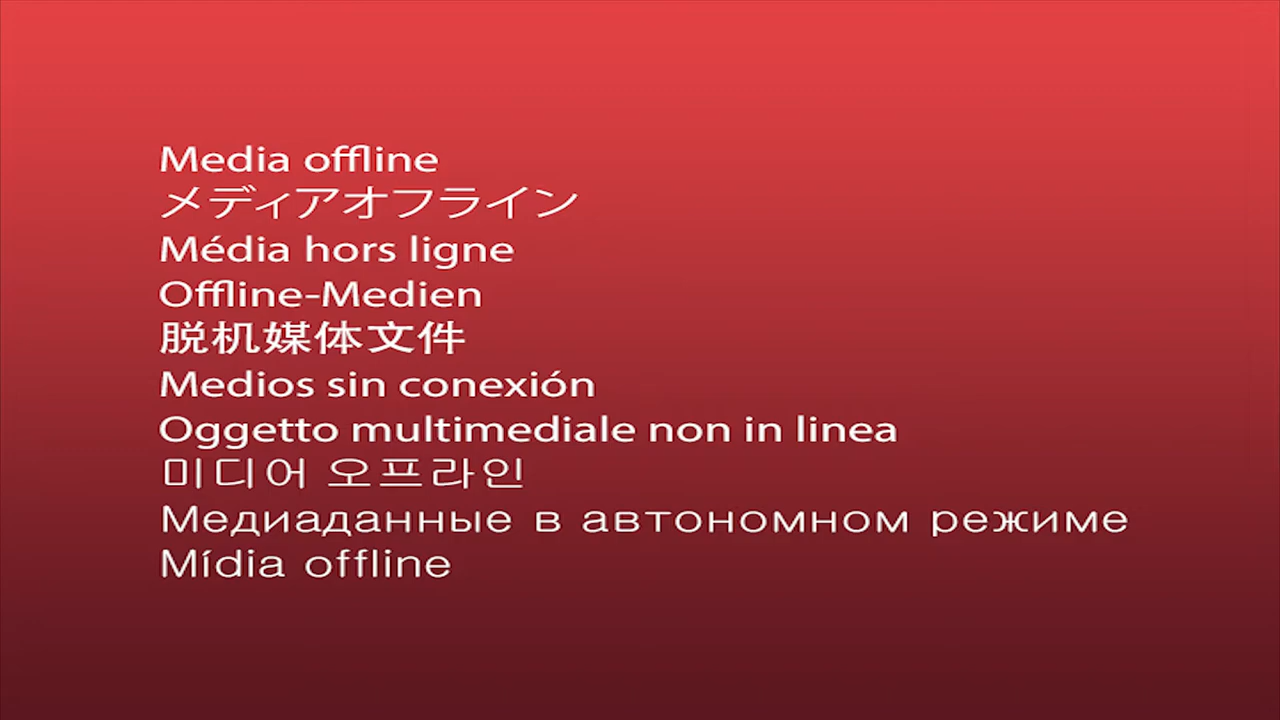 Media offline
メディアオフライン
Média hors ligne
Offline-Medien
脱机媒体文件
Medios sin conexión
Oggetto multimediale non in linea
미디어 오프라인
Медиаданные в автономном режиме
Mídia offline